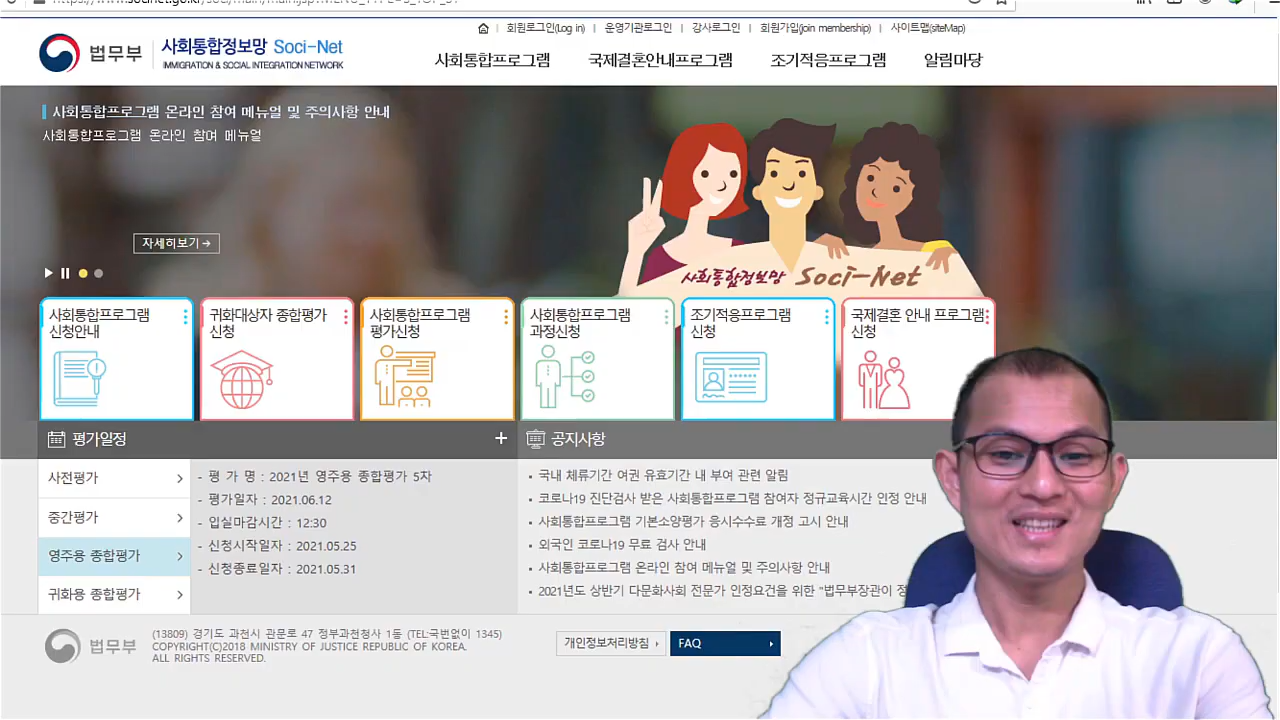 회원로그인(Log in) | 운영기관로그인 | 강사로그인 | 회원가입(join membership) | 사이트맵(siteMap)
법무부
사회통합정보망 Soci-Net
IMMIGRATION & SOCIAL INTEGRATION NETWORK
사회통합프로그램 국제결혼안내프로그램 조기적응프로그램 알림마당
사회통합프로그램 온라인 참여 메뉴얼 및 주의사항 안내
사회통합프로그램 온라인 참여 메뉴얼
자세히보기
사회통합정보망 Soci-Net
사회통합프로그램
신청안내
귀화대상자 종합평가
신청
사회통합프로그램
평가신청
사회통합프로그램
과정신청
조기적응프로그램
신청
국제결혼 안내 프로그램
신청
평가일정 +
사전평가
중간평가
영주용 종합평가
귀화용 종합평가
- 평 가 명 : 2021년 영주용 종합평가 5차
- 평가일자 : 2021.06.12
- 입실마감시간 : 12:30
- 신청시작일자 : 2021.05.25
- 신청종료일자 : 2021.05.31
공지사항
국내 체류기간 여권 유효기간 내 부여 관련 알림
코로나19 진단검사 받은 사회통합프로그램 참여자 정규교육시간 인정 안내
사회통합프로그램 기본소양평가 응시수수료 개정 고시 안내
외국인 코로나19 무료 검사 안내
사회통합프로그램 온라인 참여 메뉴얼 및 주의사항 안내
2021년도 상반기 다문화사회 전문가 인정요건을 위한 "법무부장관이 정
법무부
(13809) 경기도 과천시 관문로 47 정부과천청사 1동 (TEL:국번없이 1345)
COPYRIGHT(C)2018 MINISTRY OF JUSTICE REPUBLIC OF KOREA.
ALL RIGHTS RESERVED.
개인정보처리방침
FAQ